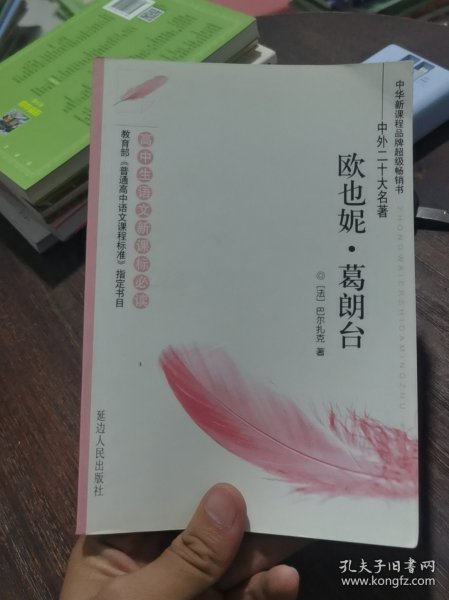 中华新课程品牌超级畅销书
中外二十大名著
ZHONGWAIERSHIDAMINGZHU
欧也妮·葛朗台
◎〔法〕巴尔扎克 著
高中生语文新课标必读
教育部《普通高中语文课程标准》指定书目
延边人民出版社
孔夫子旧书网
www.kongfz.com